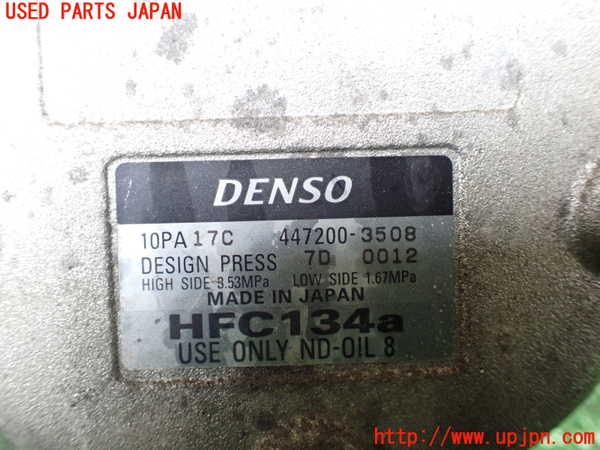 USED PARTS JAPAN
DENSO
10PA17C 447200-3508
DESIGN PRESS 7D 0012
HIGH SIDE 3.53MPa LOW SIDE 1.67MPa
MADE IN JAPAN
HFC134a
USE ONLY ND-OIL 8
http://www.upjpn.com